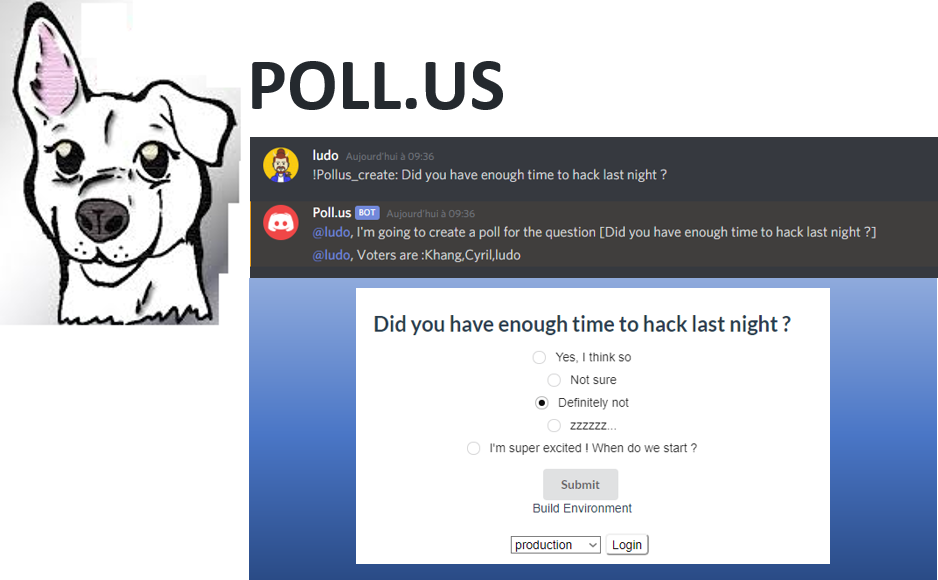 POLL.US
ludo Aujourd'hui à 09:36
!Pollus_create: Did you have enough time to hack last night ?
Poll.us BOT Aujourd'hui à 09:36
@ludo, I'm going to create a poll for the question [Did you have enough time to hack last night ?]
@ludo, Voters are :Khang,Cyril,ludo
Did you have enough time to hack last night ?
Yes, I think so
Not sure
Definitely not
zzzzzz...
I'm super excited ! When do we start ?
Submit
Build Environment
production Login